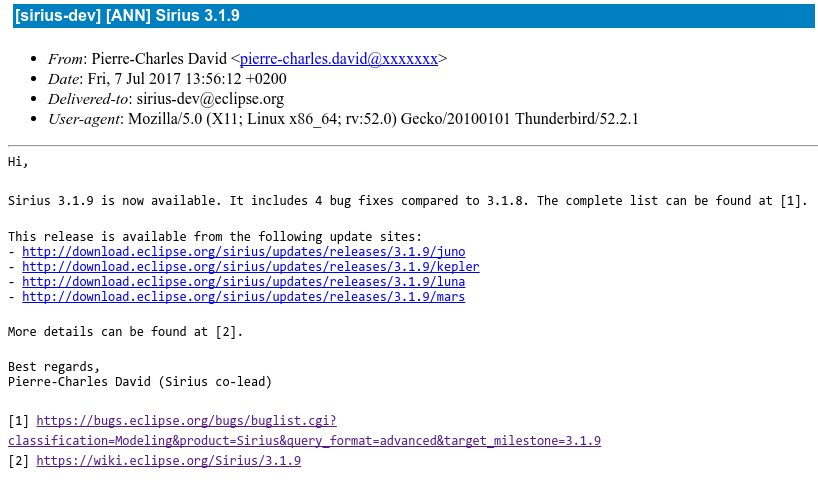 [sirius-dev] [ANN] Sirius 3.1.9
From: Pierre-Charles David <pierre-charles.david@xxxxxxx>
Date: Fri, 7 Jul 2017 13:56:12 +0200
Delivered-to: sirius-dev@eclipse.org
User-agent: Mozilla/5.0 (X11; Linux x86_64; rv:52.0) Gecko/20100101 Thunderbird/52.2.1
Hi,
Sirius 3.1.9 is now available. It includes 4 bug fixes compared to 3.1.8. The complete list can be found at [1].
This release is available from the following update sites:
- http://download.eclipse.org/sirius/updates/releases/3.1.9/juno
- http://download.eclipse.org/sirius/updates/releases/3.1.9/kepler
- http://download.eclipse.org/sirius/updates/releases/3.1.9/luna
- http://download.eclipse.org/sirius/updates/releases/3.1.9/mars
More details can be found at [2].
Best regards,
Pierre-Charles David (Sirius co-lead)
[1] https://bugs.eclipse.org/bugs/buglist.cgi?
classification=Modeling&product=Sirius&query_format=advanced&target_milestone=3.1.9
[2] https://wiki.eclipse.org/Sirius/3.1.9